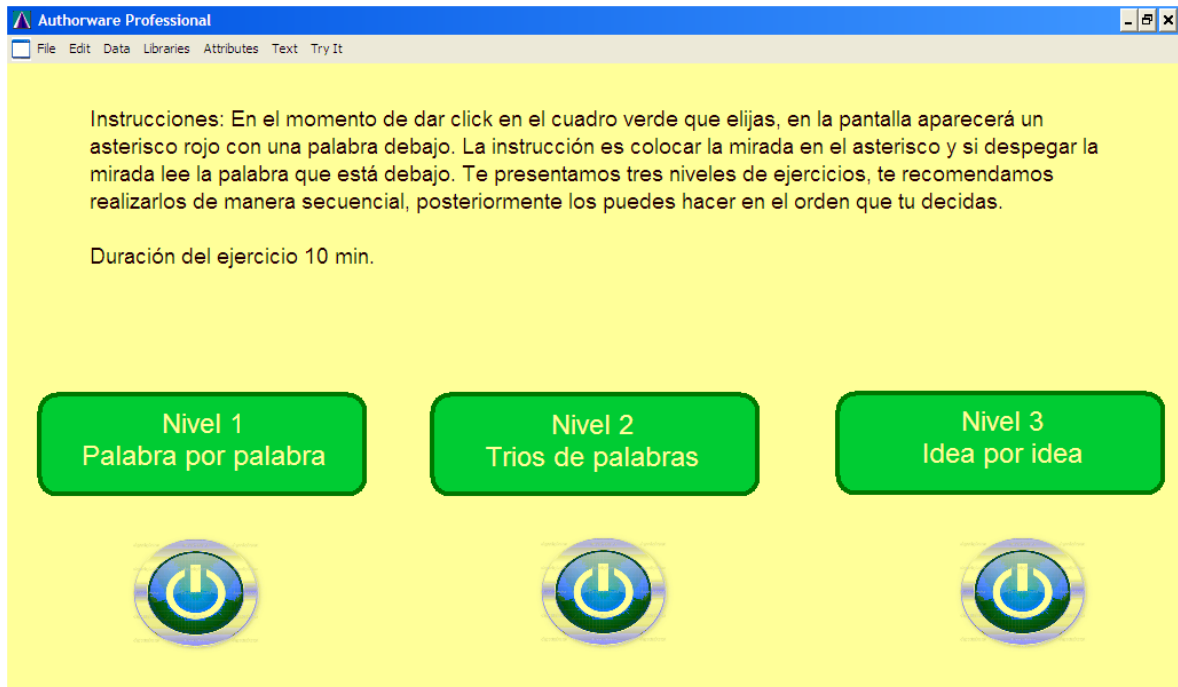 Authorware Professional
File Edit Data Libraries Attributes Text Try It
Instrucciones: En el momento de dar click en el cuadro verde que elijas, en la pantalla aparecerá un
asterisco rojo con una palabra debajo. La instrucción es colocar la mirada en el asterisco y si despegar la
mirada lee la palabra que está debajo. Te presentamos tres niveles de ejercicios, te recomendamos
realizarlos de manera secuencial, posteriormente los puedes hacer en el orden que tu decidas.
Duración del ejercicio 10 min.
Nivel 1
Palabra por palabra
Nivel 2
Trios de palabras
Nivel 3
Idea por idea